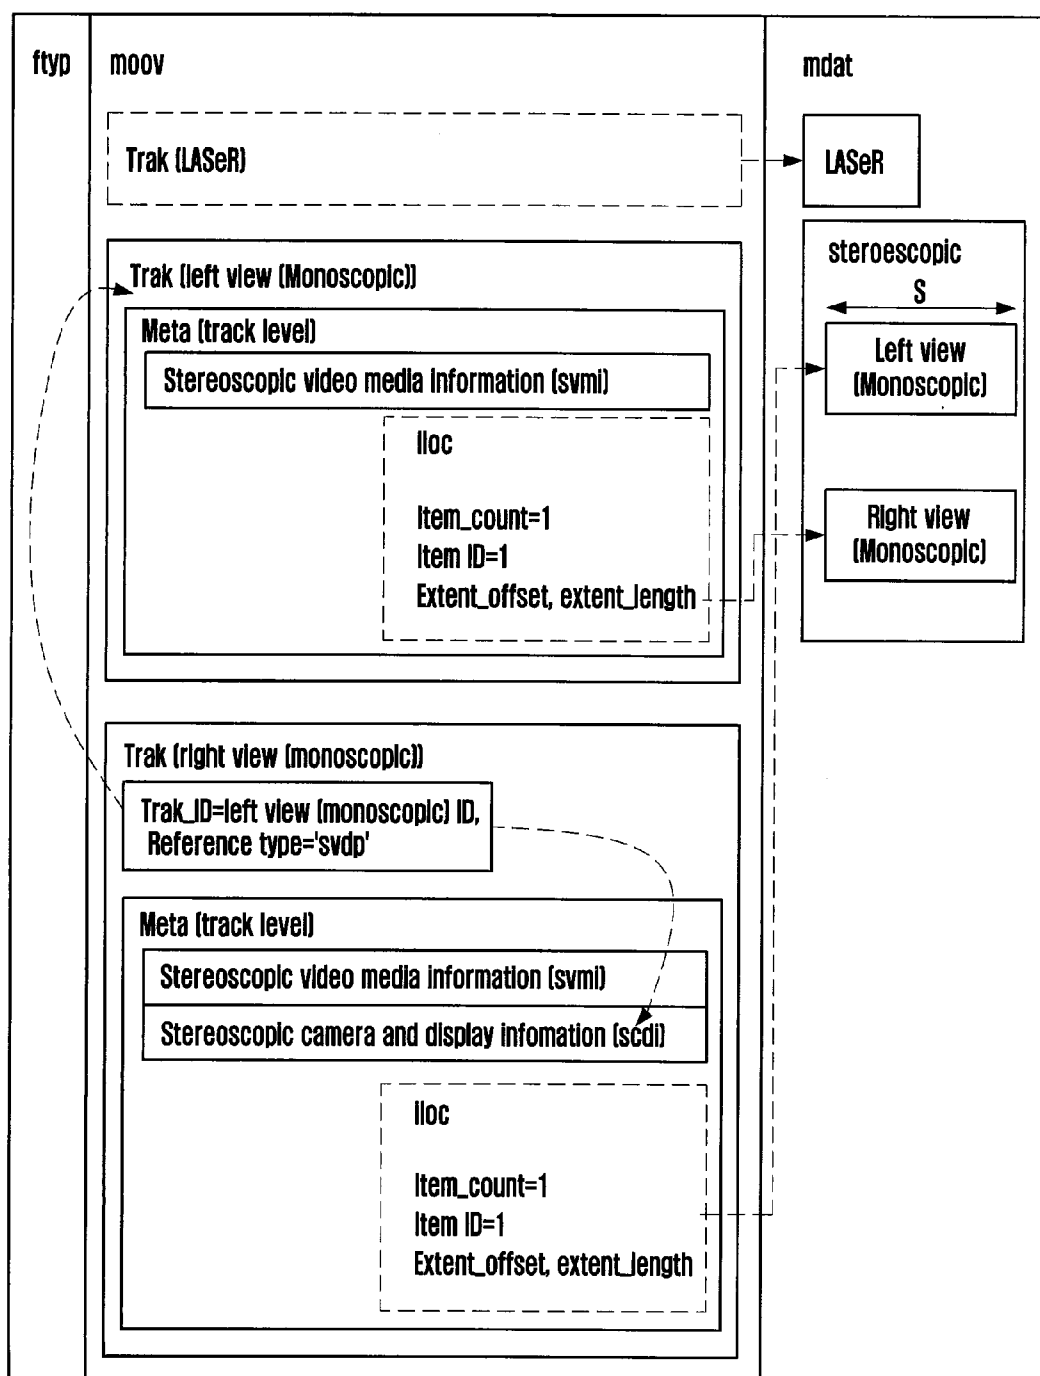 ftyp
moov
mdat
Trak (LASeR)
LASeR
Trak (left view (Monoscopic))
Meta (track level)
Stereoscopic video media information (svmi)
iloc
Item_count=1
Item ID=1
Extent_offset, extent_length
steroescopic
S
Left view
(Monoscopic)
Right view
(Monoscopic)
Trak (right view (monoscopic))
Trak_ID=left view (monoscopic) ID,
Reference type='svdp'
Meta (track level)
Stereoscopic video media information (svmi)
Stereoscopic camera and display infomation (scdi)
iloc
Item_count=1
Item ID=1
Extent_offset, extent_length